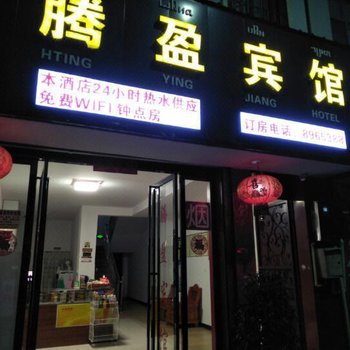 腾盈宾馆
HTING YING JIANG HOTEL
本酒店24小时热水供应
免费WIFI 钟点房
订房电话:8965388
烟